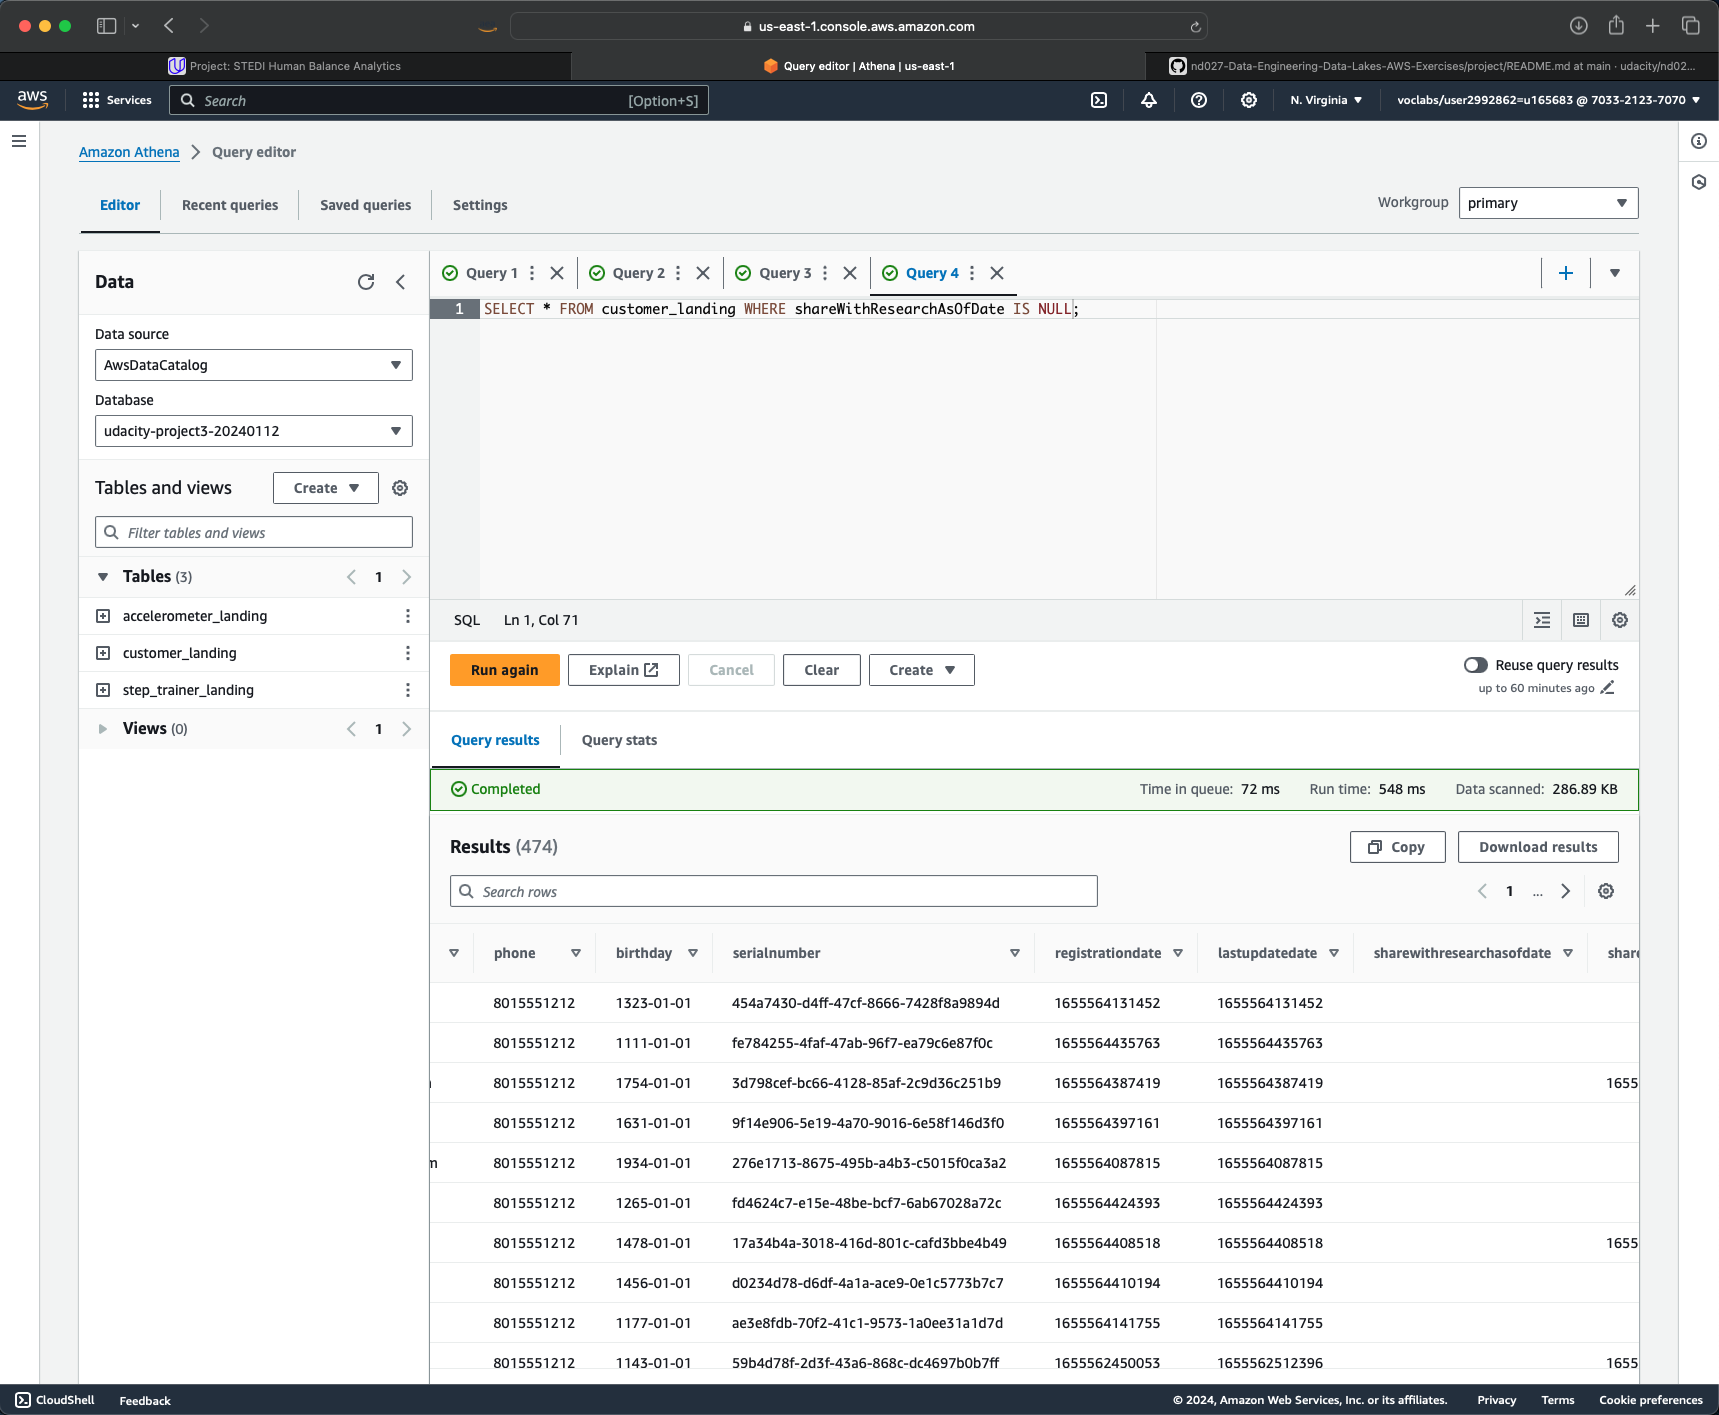 us-east-1.console.aws.amazon.com
Project: STEDI Human Balance Analytics
Query editor | Athena | us-east-1
nd027-Data-Engineering-Data-Lakes-AWS-Exercises/project/README.md at main · udacity/nd02...
aws
Services
Search
[Option+S]
N. Virginia
voclabs/user2992862=u165683 @ 7033-2123-7070
Amazon Athena
Query editor
Editor
Recent queries
Saved queries
Settings
Workgroup
primary
Data
Data source
AwsDataCatalog
Database
udacity-project3-20240112
Tables and views
Create
Filter tables and views
Tables (3)
1
accelerometer_landing
customer_landing
step_trainer_landing
Views (0)
1
Query 1
Query 2
Query 3
Query 4
1 SELECT * FROM customer_landing WHERE shareWithResearchAsOfDate IS NULL;
SQL Ln 1, Col 71
Run again
Explain
Cancel
Clear
Create
Reuse query results
up to 60 minutes ago
Query results
Query stats
Completed
Time in queue: 72 ms
Run time: 548 ms
Data scanned: 286.89 KB
Results (474)
Copy
Download results
Search rows
1 ...
phone birthday serialnumber registrationdate lastupdatedate sharewithresearchasofdate share
8015551212 1323-01-01 454a7430-d4ff-47cf-8666-7428f8a9894d 1655564131452 1655564131452
8015551212 1111-01-01 fe784255-4faf-47ab-96f7-ea79c6e87f0c 1655564435763 1655564435763
8015551212 1754-01-01 3d798cef-bc66-4128-85af-2c9d36c251b9 1655564387419 1655564387419 1655
8015551212 1631-01-01 9f14e906-5e19-4a70-9016-6e58f146d3f0 1655564397161 1655564397161
m 8015551212 1934-01-01 276e1713-8675-495b-a4b3-c5015f0ca3a2 1655564087815 1655564087815
8015551212 1265-01-01 fd4624c7-e15e-48be-bcf7-6ab67028a72c 1655564424393 1655564424393
8015551212 1478-01-01 17a34b4a-3018-416d-801c-cafd3bbe4b49 1655564408518 1655564408518 1655
8015551212 1456-01-01 d0234d78-d6df-4a1a-ace9-0e1c5773b7c7 1655564410194 1655564410194
8015551212 1177-01-01 ae3e8fdb-70f2-41c1-9573-1a0ee31a1d7d 1655564141755 1655564141755
8015551212 1143-01-01 59b4d78f-2d3f-43a6-868c-dc4697b0b7ff 1655562450053 1655562512396 1655
CloudShell
Feedback
© 2024, Amazon Web Services, Inc. or its affiliates.
Privacy
Terms
Cookie preferences